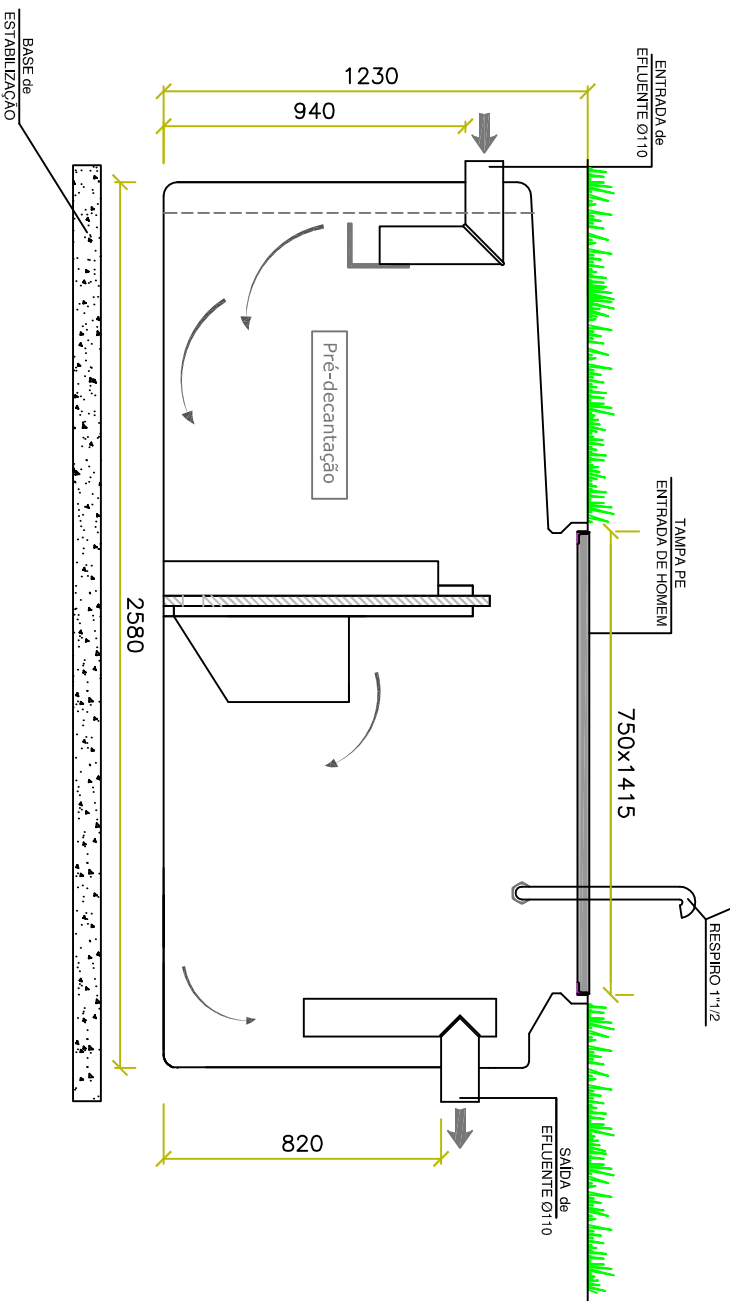 ENTRADA de
EFLUENTE Ø110
TAMPA PE
ENTRADA DE HOMEM
RESPIRO 1"1/2
750x1415
1230
940
Pré-decantação
2580
820
SAÍDA de
EFLUENTE Ø110
BASE de
ESTABILIZAÇÃO